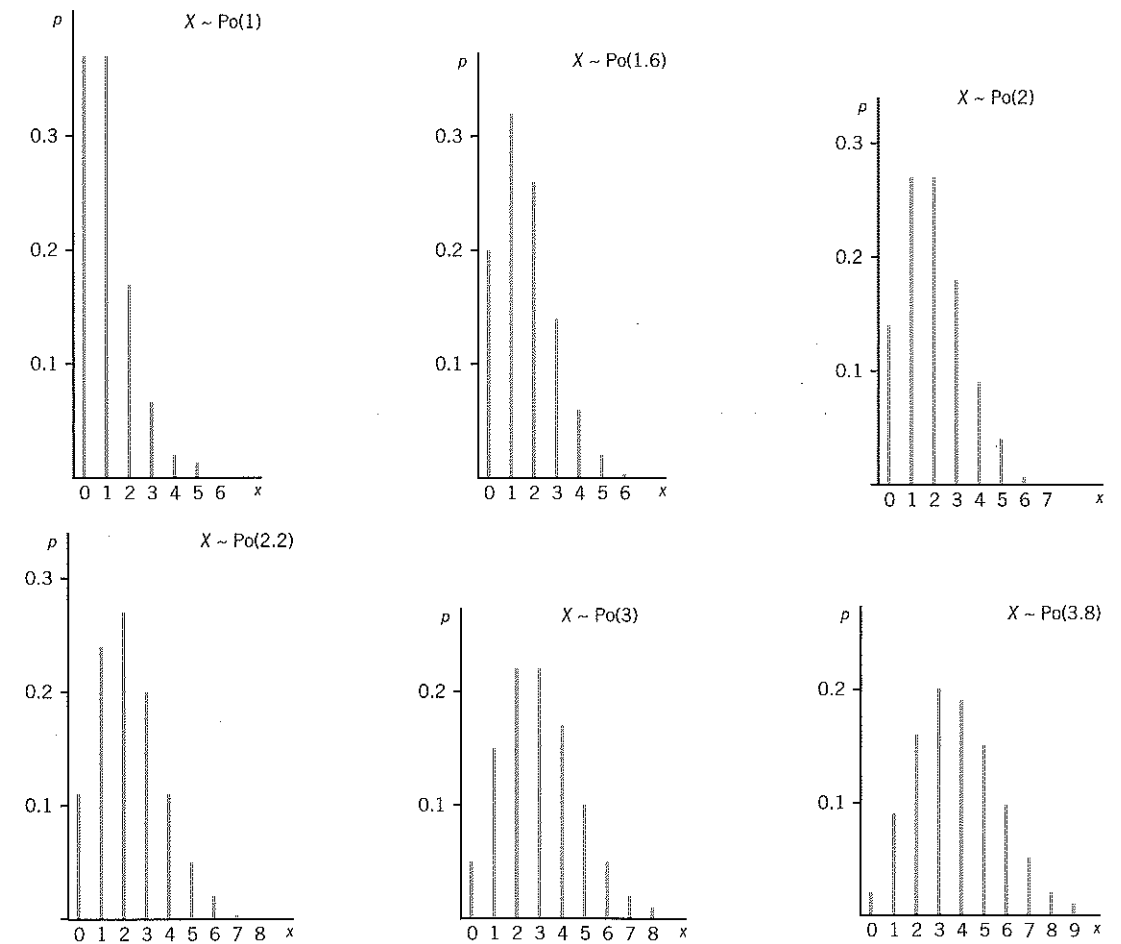 p
X ~ Po(1)
0.3
0.2
0.1
0 1 2 3 4 5 6 x
p
X ~ Po(1.6)
0.3
0.2
0.1
0 1 2 3 4 5 6 x
p
X ~ Po(2)
0.3
0.2
0.1
0 1 2 3 4 5 6 7 x
p
X ~ Po(2.2)
0.3
0.2
0.1
0 1 2 3 4 5 6 7 8 x
p
X ~ Po(3)
0.2
0.1
0 1 2 3 4 5 6 7 8 x
p
X ~ Po(3.8)
0.2
0.1
0 1 2 3 4 5 6 7 8 9 x